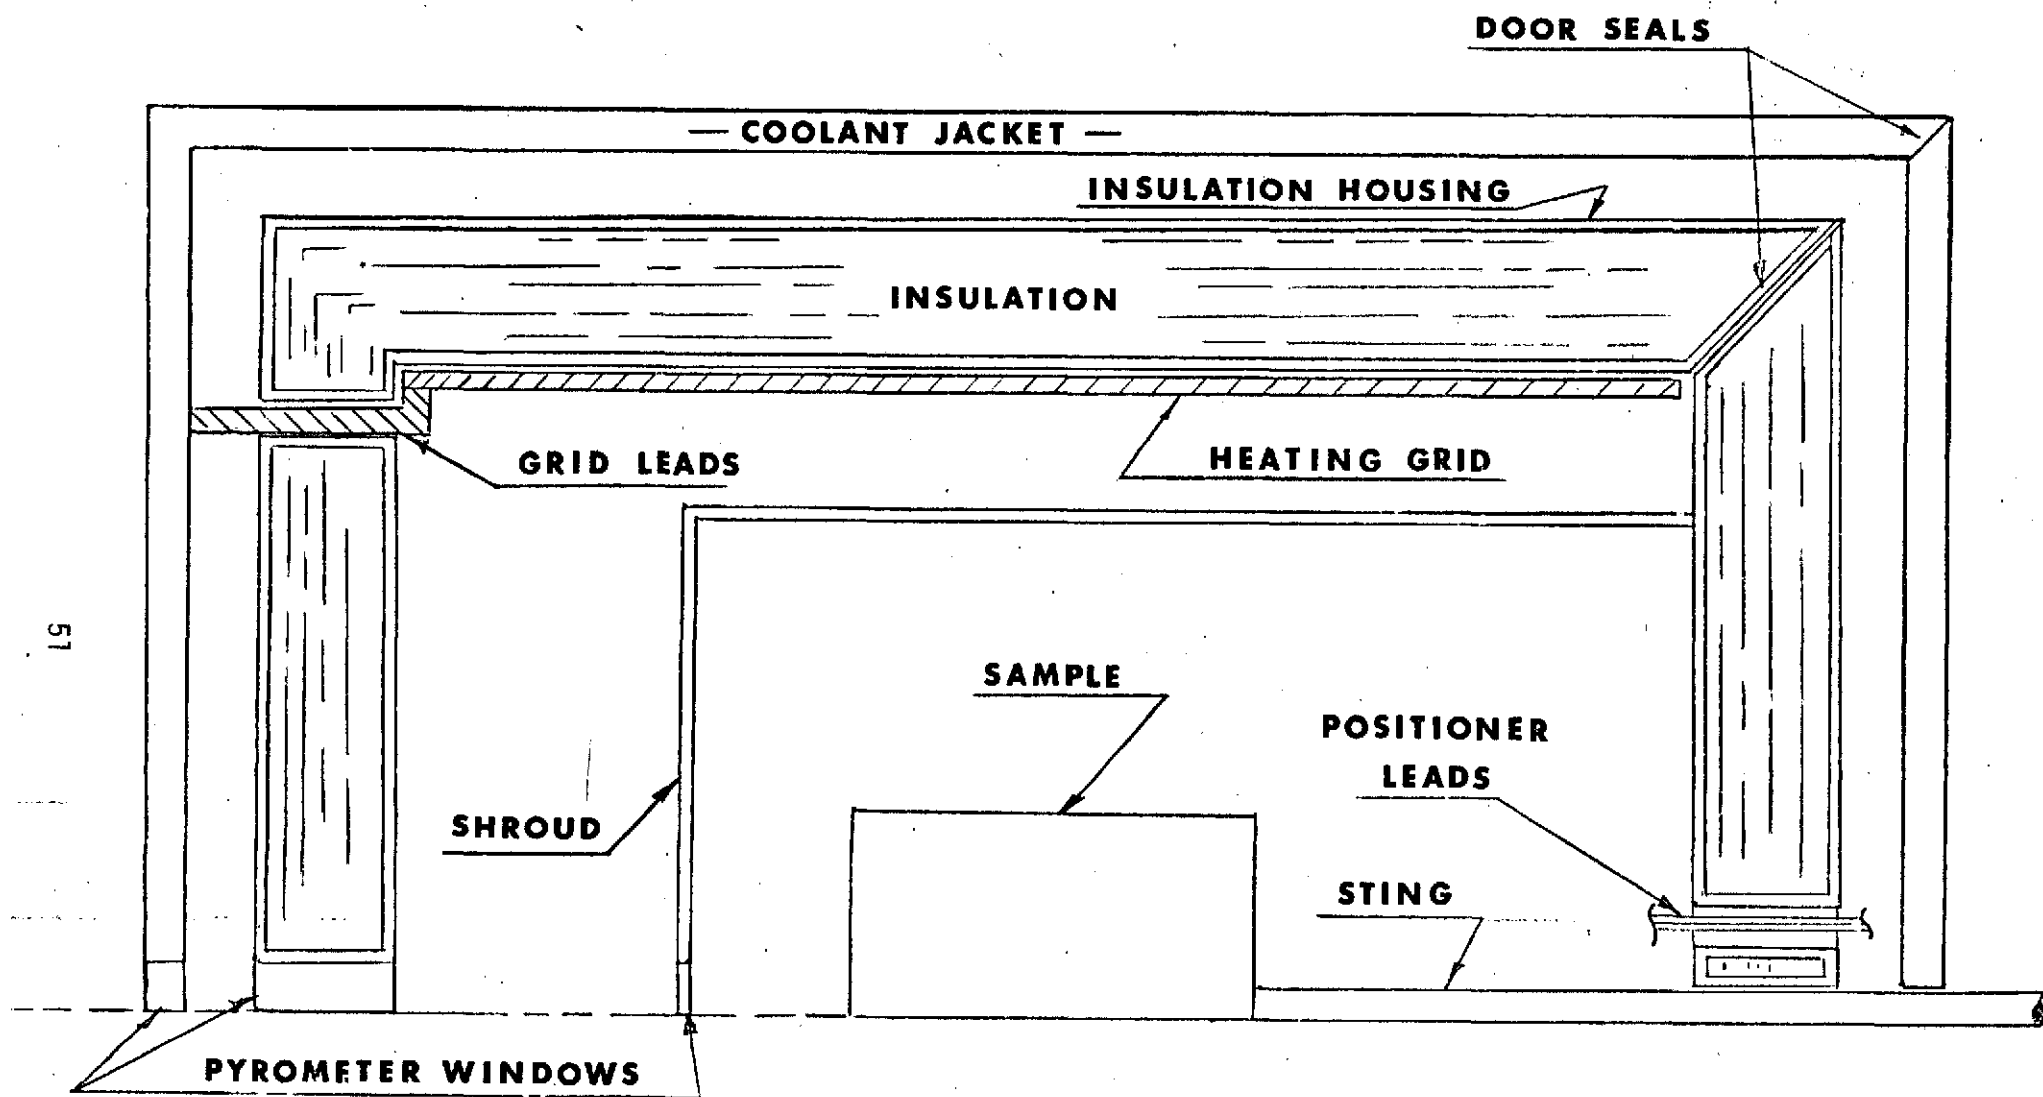 DOOR SEALS
— COOLANT JACKET —
INSULATION HOUSING
INSULATION
GRID LEADS
HEATING GRID
51
SAMPLE
POSITIONER
LEADS
SHROUD
STING
PYROMETER WINDOWS